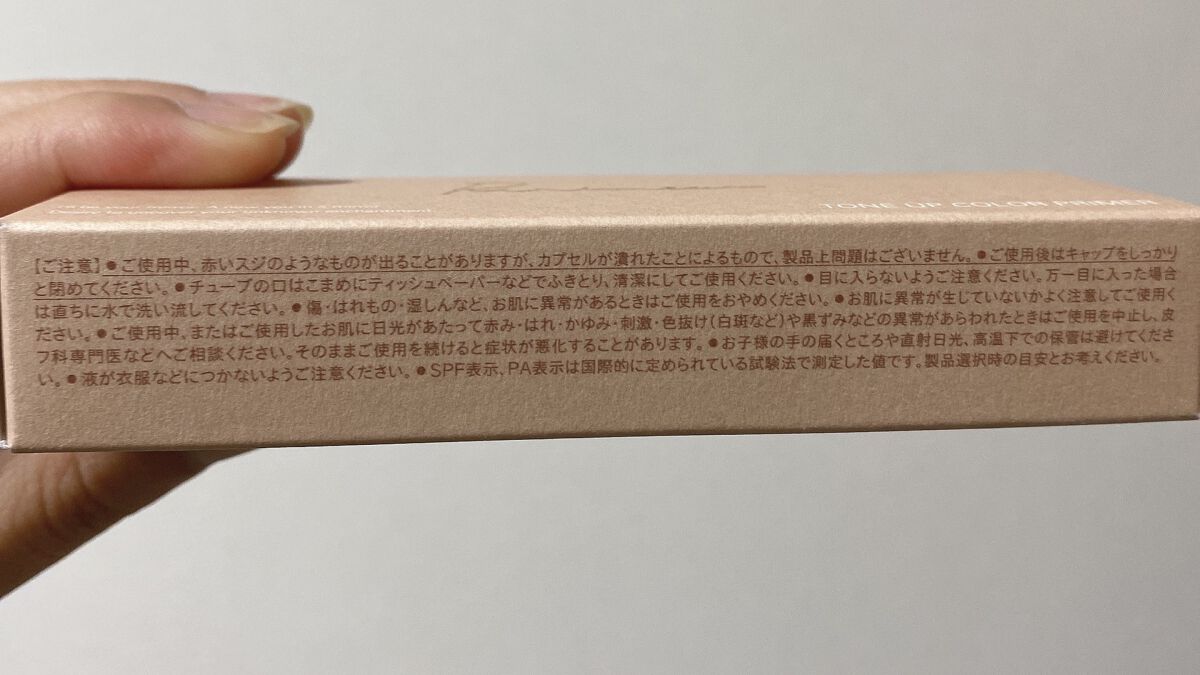 TONE UP COLOR PRIMER
【ご注意】●ご使用中、赤いスジのようなものが出ることがありますが、カプセルが潰れたことによるもので、製品上問題はございません。●ご使用後はキャップをしっかり
と閉めてください。●チューブの口はこまめにティッシュペーパーなどでふきとり、清潔にしてご使用ください。●目に入らないようご注意ください。万一目に入った場合
は直ちに水で洗い流してください。●傷・はれもの・湿しんなど、お肌に異常があるときはご使用をおやめください。●お肌に異常が生じていないかよく注意してご使用く
ださい。●ご使用中、またはご使用したお肌に日光があたって赤み・はれ・かゆみ・刺激・色抜け(白斑など)や黒ずみなどの異常があらわれたときはご使用を中止し、皮
フ科専門医などへご相談ください。そのままご使用を続けると症状が悪化することがあります。●お子様の手の届くところや直射日光、高温下での保管は避けてくださ
い。●液が衣服などにつかないようご注意ください。●SPF表示、PA表示は国際的に定められている試験法で測定した値です。製品選択時の目安とお考えください。